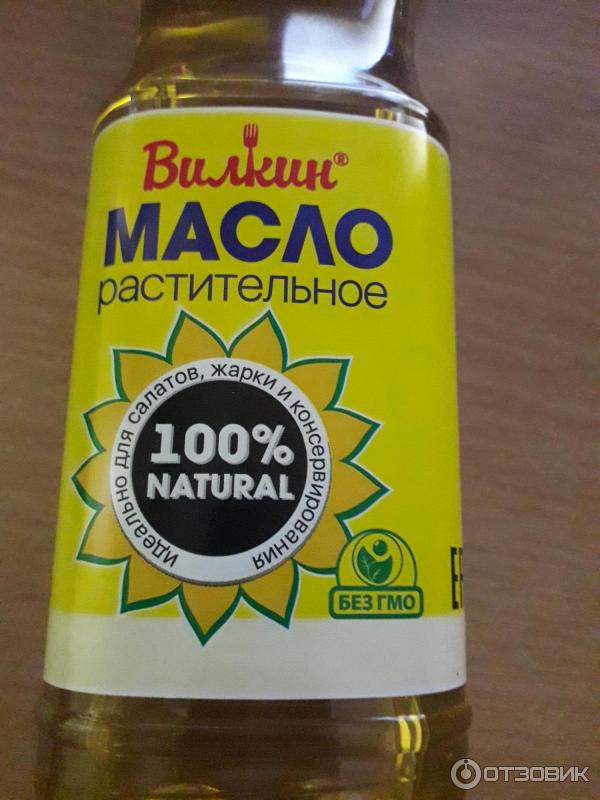 Вилкин®
МАСЛО
растительное
идеально для салатов, жарки и консервирования
100%
NATURAL
БЕЗ ГМО
ОТЗОВИК